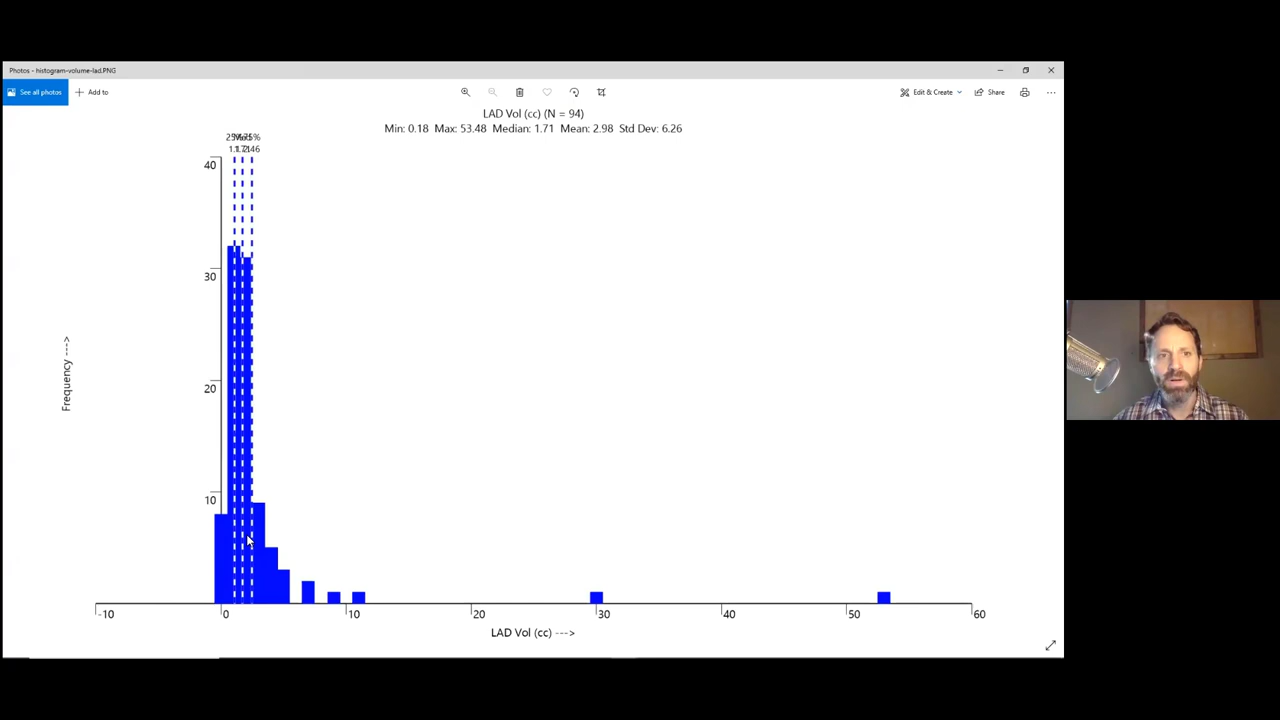 Photos - histogram-volume-lad.PNG
See all photos
Add to
Edit & Create
Share
LAD Vol (cc) (N = 94)
Min: 0.18 Max: 53.48 Median: 1.71 Mean: 2.98 Std Dev: 6.26
40
30
20
10
Frequency --->
-10
0
10
20
30
40
50
60
LAD Vol (cc) --->